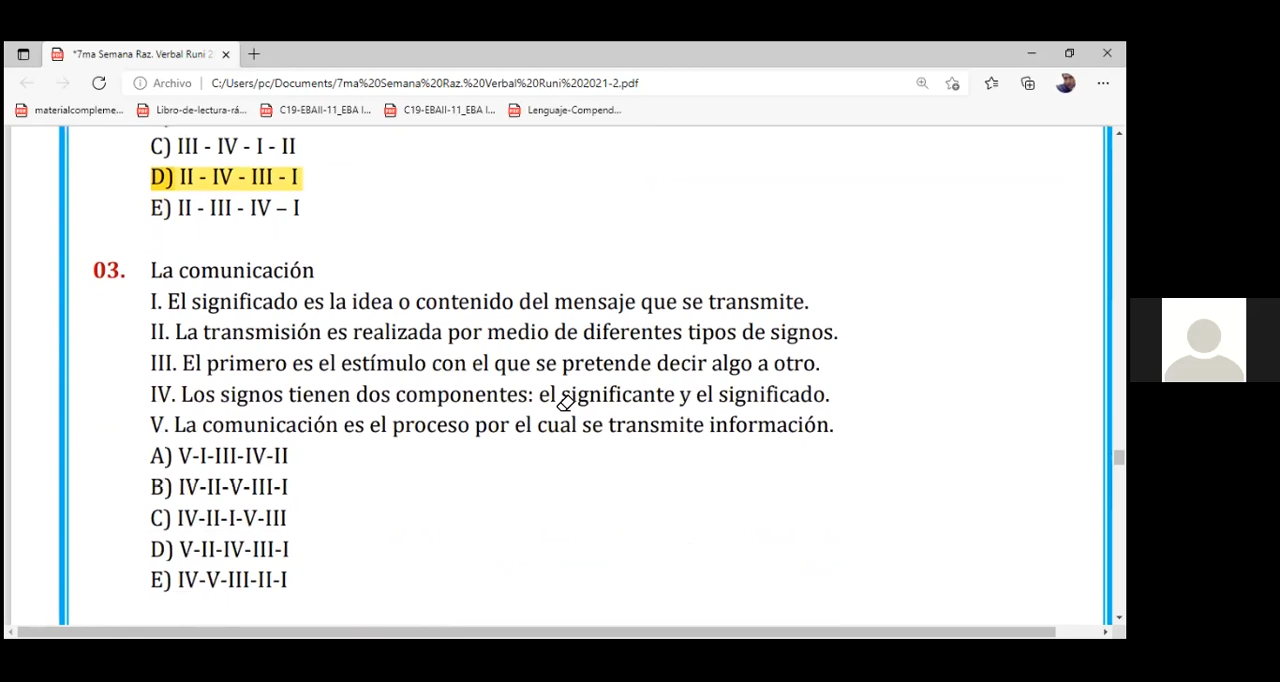 *7ma Semana Raz. Verbal Runi 2
Archivo
C:/Users/pc/Documents/7ma%20Semana%20Raz.%20Verbal%20Runi%202021-2.pdf
materialcompleme...
Libro-de-lectura-rá...
C19-EBAII-11_EBA I...
C19-EBAII-11_EBA I...
Lenguaje-Compend...
C) III - IV - I - II
D) II - IV - III - I
E) II - III - IV – I
03. La comunicación
I. El significado es la idea o contenido del mensaje que se transmite.
II. La transmisión es realizada por medio de diferentes tipos de signos.
III. El primero es el estímulo con el que se pretende decir algo a otro.
IV. Los signos tienen dos componentes: el significante y el significado.
V. La comunicación es el proceso por el cual se transmite información.
A) V-I-III-IV-II
B) IV-II-V-III-I
C) IV-II-I-V-III
D) V-II-IV-III-I
E) IV-V-III-II-I